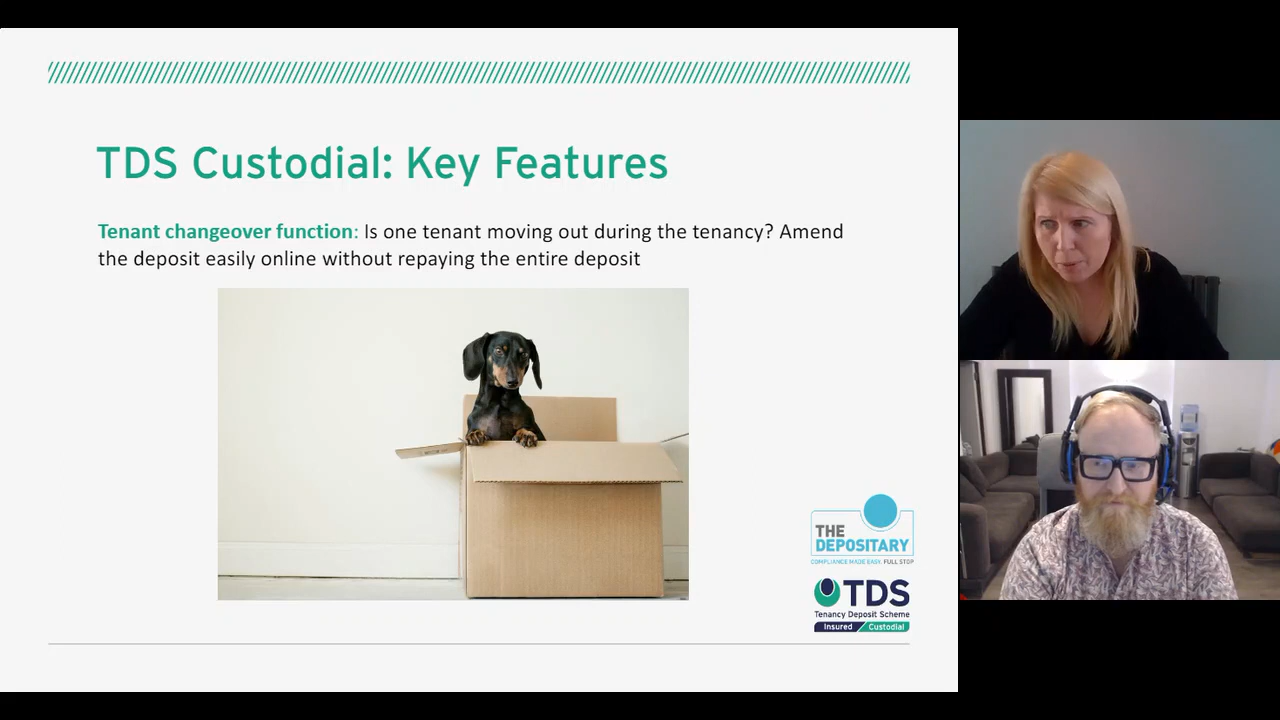 TDS Custodial: Key Features
Tenant changeover function: Is one tenant moving out during the tenancy? Amend
the deposit easily online without repaying the entire deposit
THE
DEPOSITARY
COMPLIANCE MADE EASY. FULL STOP
TDS
Tenancy Deposit Scheme
Insured Custodial